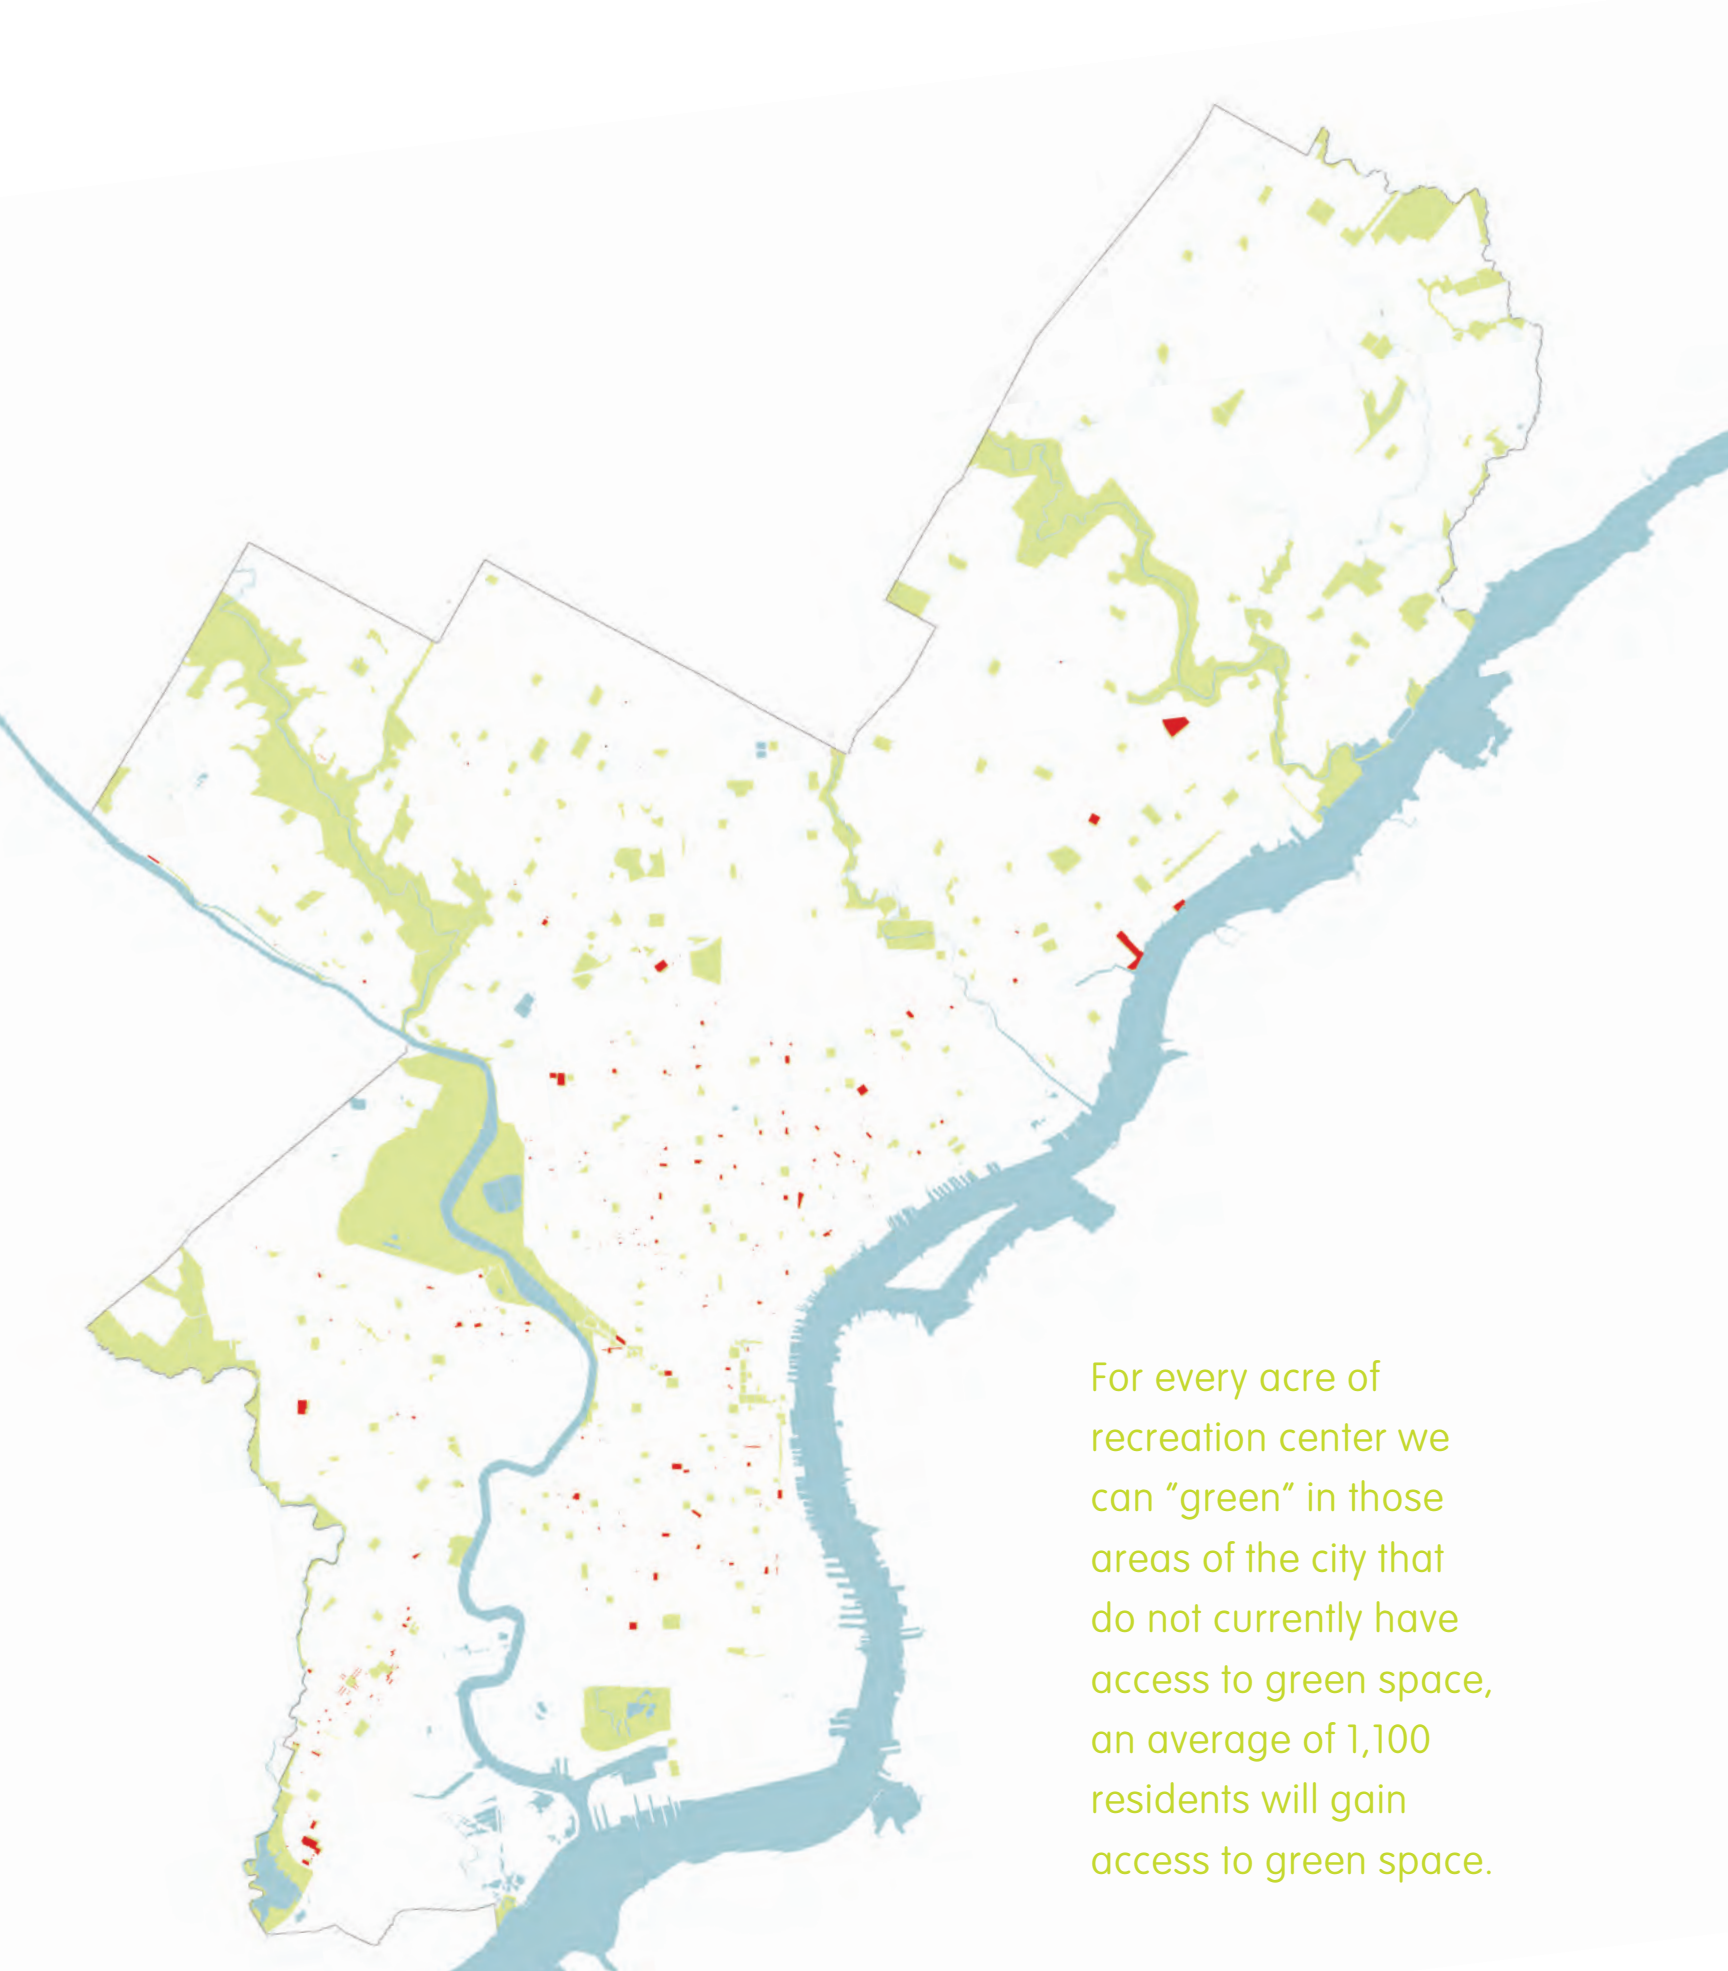 For every acre of
recreation center we
can “green” in those
areas of the city that
do not currently have
access to green space,
an average of 1,100
residents will gain
access to green space.